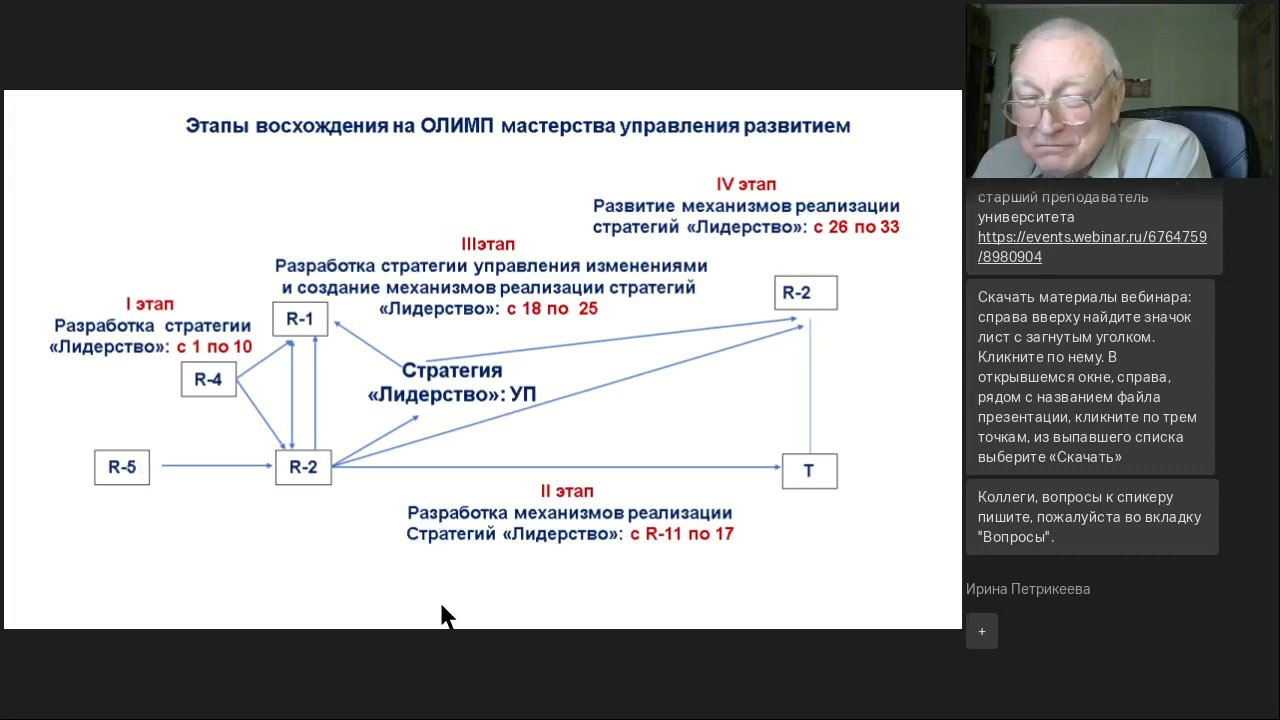 Этапы восхождения на ОЛИМП мастерства управления развитием
IV этап
Развитие механизмов реализации
стратегий «Лидерство»: с 26 по 33
IIIэтап
Разработка стратегии управления изменениями
и создание механизмов реализации стратегий
«Лидерство»: с 18 по 25
I этап
Разработка стратегии
«Лидерство»: с 1 по 10
R-1
R-2
R-4
Стратегия
«Лидерство»: УП
R-5
R-2
Т
II этап
Разработка механизмов реализации
Стратегий «Лидерство»: с R-11 по 17
старший преподаватель
университета
https://events.webinar.ru/6764759
/8980904
Скачать материалы вебинара:
справа вверху найдите значок
лист с загнутым уголком.
Кликните по нему. В
открывшемся окне, справа,
рядом с названием файла
презентации, кликните по трем
точкам, из выпавшего списка
выберите «Скачать»
Коллеги, вопросы к спикеру
пишите, пожалуйста во вкладку
"Вопросы".
Ирина Петрикеева
+